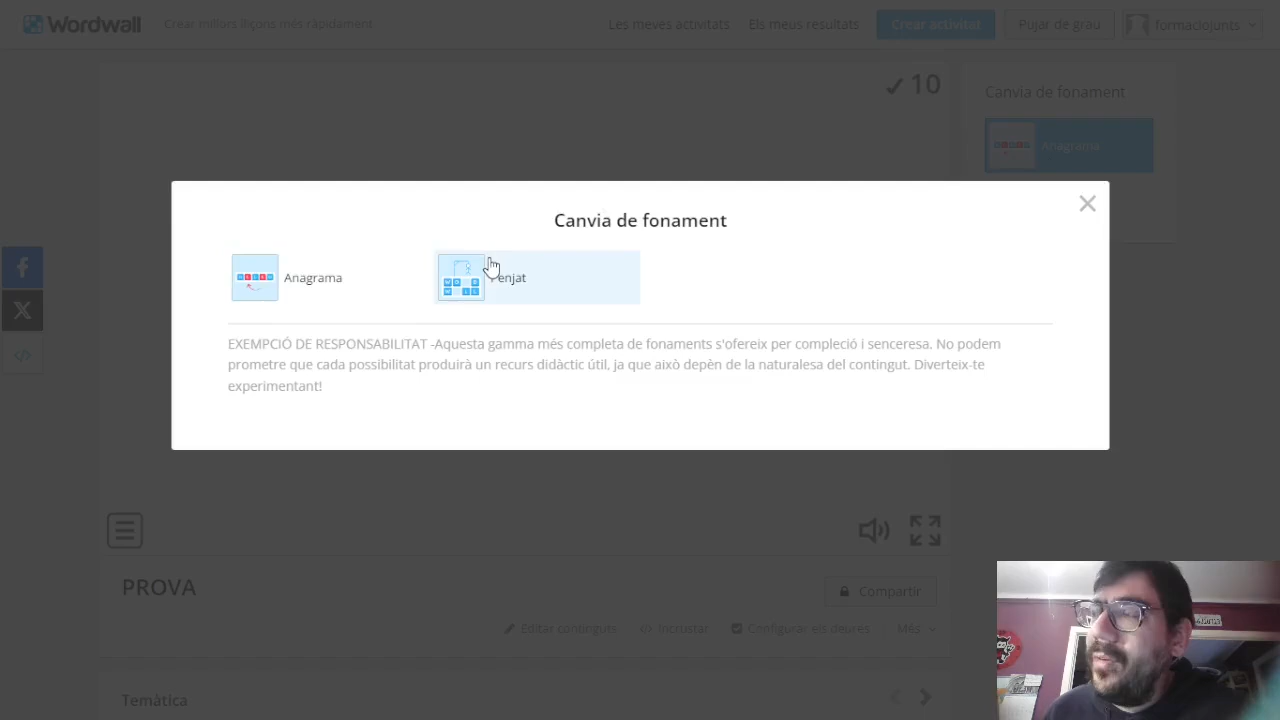 Wordwall
Crear millors lliçons més ràpidament
Les meves activitats
Els meus resultats
Crear activitat
Pujar de grau
formaciojunts
10
Canvia de fonament
Anagrama
Canvia de fonament
Anagrama
enjat
EXEMPCIÓ DE RESPONSABILITAT -Aquesta gamma més completa de fonaments s'ofereix per compleció i senceresa. No podem
prometre que cada possibilitat produirà un recurs didàctic útil, ja que això depèn de la naturalesa del contingut. Diverteix-te
experimentant!
PROVA
Compartir
Editar continguts
Incrustar
Configurar els deures
Més
Temàtica